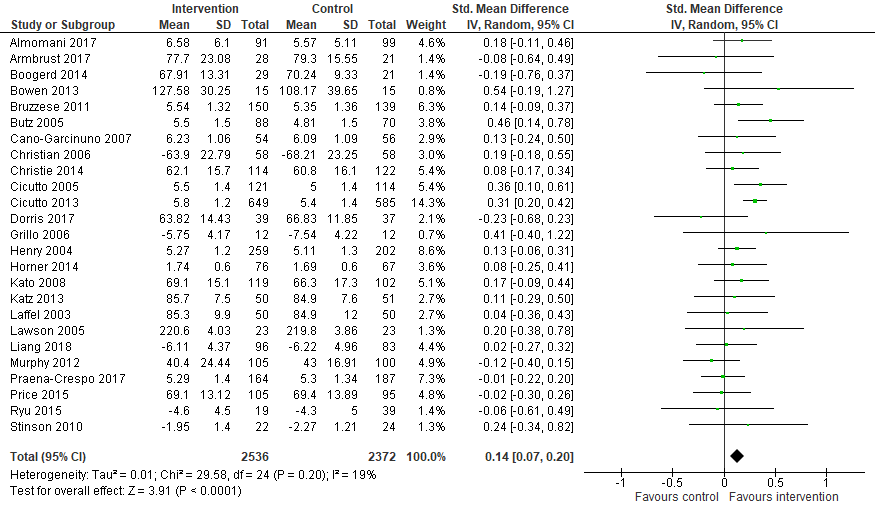 Intervention Control Std. Mean Difference Std. Mean Difference
Study or Subgroup Mean SD Total Mean SD Total Weight IV, Random, 95% CI IV, Random, 95% CI
Almomani 2017 6.58 6.1 91 5.57 5.11 99 4.6% 0.18 [-0.11, 0.46]
Armbrust 2017 77.7 23.08 28 79.3 15.55 21 1.3% -0.08 [-0.64, 0.49]
Boogerd 2014 67.91 13.31 29 70.24 9.33 21 1.3% -0.19 [-0.76, 0.37]
Bowen 2013 127.58 30.25 15 108.17 39.65 15 0.8% 0.54 [-0.19, 1.27]
Bruzzese 2011 5.54 1.32 150 5.35 1.36 139 6.6% 0.14 [-0.09, 0.37]
Butz 2005 5.5 1.5 88 4.81 1.5 70 3.8% 0.46 [0.14, 0.78]
Cano-Garcinuno 2007 6.23 1.06 54 6.09 1.09 56 2.8% 0.13 [-0.24, 0.50]
Christian 2006 -63.9 22.79 58 -68.21 23.25 58 2.9% 0.19 [-0.18, 0.55]
Christie 2014 62.1 15.7 114 60.8 16.1 122 5.5% 0.08 [-0.17, 0.34]
Cicutto 2005 5.5 1.4 121 5 1.4 114 5.4% 0.36 [0.10, 0.61]
Cicutto 2013 5.8 1.2 649 5.4 1.4 585 14.3% 0.31 [0.20, 0.42]
Dorris 2017 63.82 14.43 39 66.83 11.85 37 2.0% -0.23 [-0.68, 0.23]
Grillo 2006 -5.75 4.17 12 -7.54 4.22 12 0.6% 0.41 [-0.40, 1.22]
Henry 2004 5.27 1.2 259 5.11 1.3 202 8.6% 0.13 [-0.06, 0.31]
Horner 2014 1.74 0.6 76 1.69 0.6 67 3.6% 0.08 [-0.25, 0.41]
Kato 2008 69.1 15.1 119 66.3 17.3 102 5.2% 0.17 [-0.09, 0.44]
Katz 2013 85.7 7.5 50 84.9 7.6 51 2.6% 0.11 [-0.29, 0.50]
Laffel 2003 85.3 9.9 50 84.9 12 50 2.6% 0.04 [-0.36, 0.43]
Lawson 2005 220.6 4.03 23 219.8 3.86 23 1.2% 0.20 [-0.38, 0.78]
Liang 2018 -6.11 4.37 96 -6.22 4.96 83 4.4% 0.02 [-0.27, 0.32]
Murphy 2012 40.4 24.44 105 43 16.91 100 4.9% -0.12 [-0.40, 0.15]
Praena-Crespo 2017 5.29 1.4 164 5.3 1.34 187 7.6% -0.01 [-0.22, 0.20]
Price 2015 69.1 13.12 105 69.4 13.89 95 4.8% -0.02 [-0.30, 0.26]
Ryu 2015 -4.6 4.5 19 -4.3 5 39 1.4% -0.06 [-0.61, 0.49]
Stinson 2010 -1.95 1.4 22 -2.27 1.21 24 1.2% 0.24 [-0.34, 0.82]
Total (95% CI) 2536 2372 100.0% 0.14 [0.07, 0.20]
Heterogeneity: Tau² = 0.01; Chi² = 29.58, df = 24 (P = 0.20); I² = 19%
Test for overall effect: Z = 3.91 (P < 0.0001)
-1 -0.5 0 0.5 1
Favours control Favours intervention